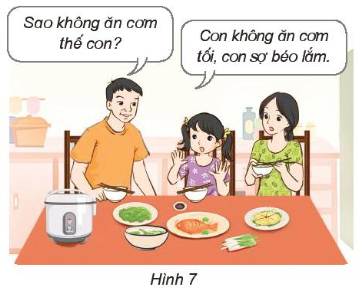 Sao không ăn cơm
thế con?
Con không ăn cơm
tối, con sợ béo lắm.
Hình 7